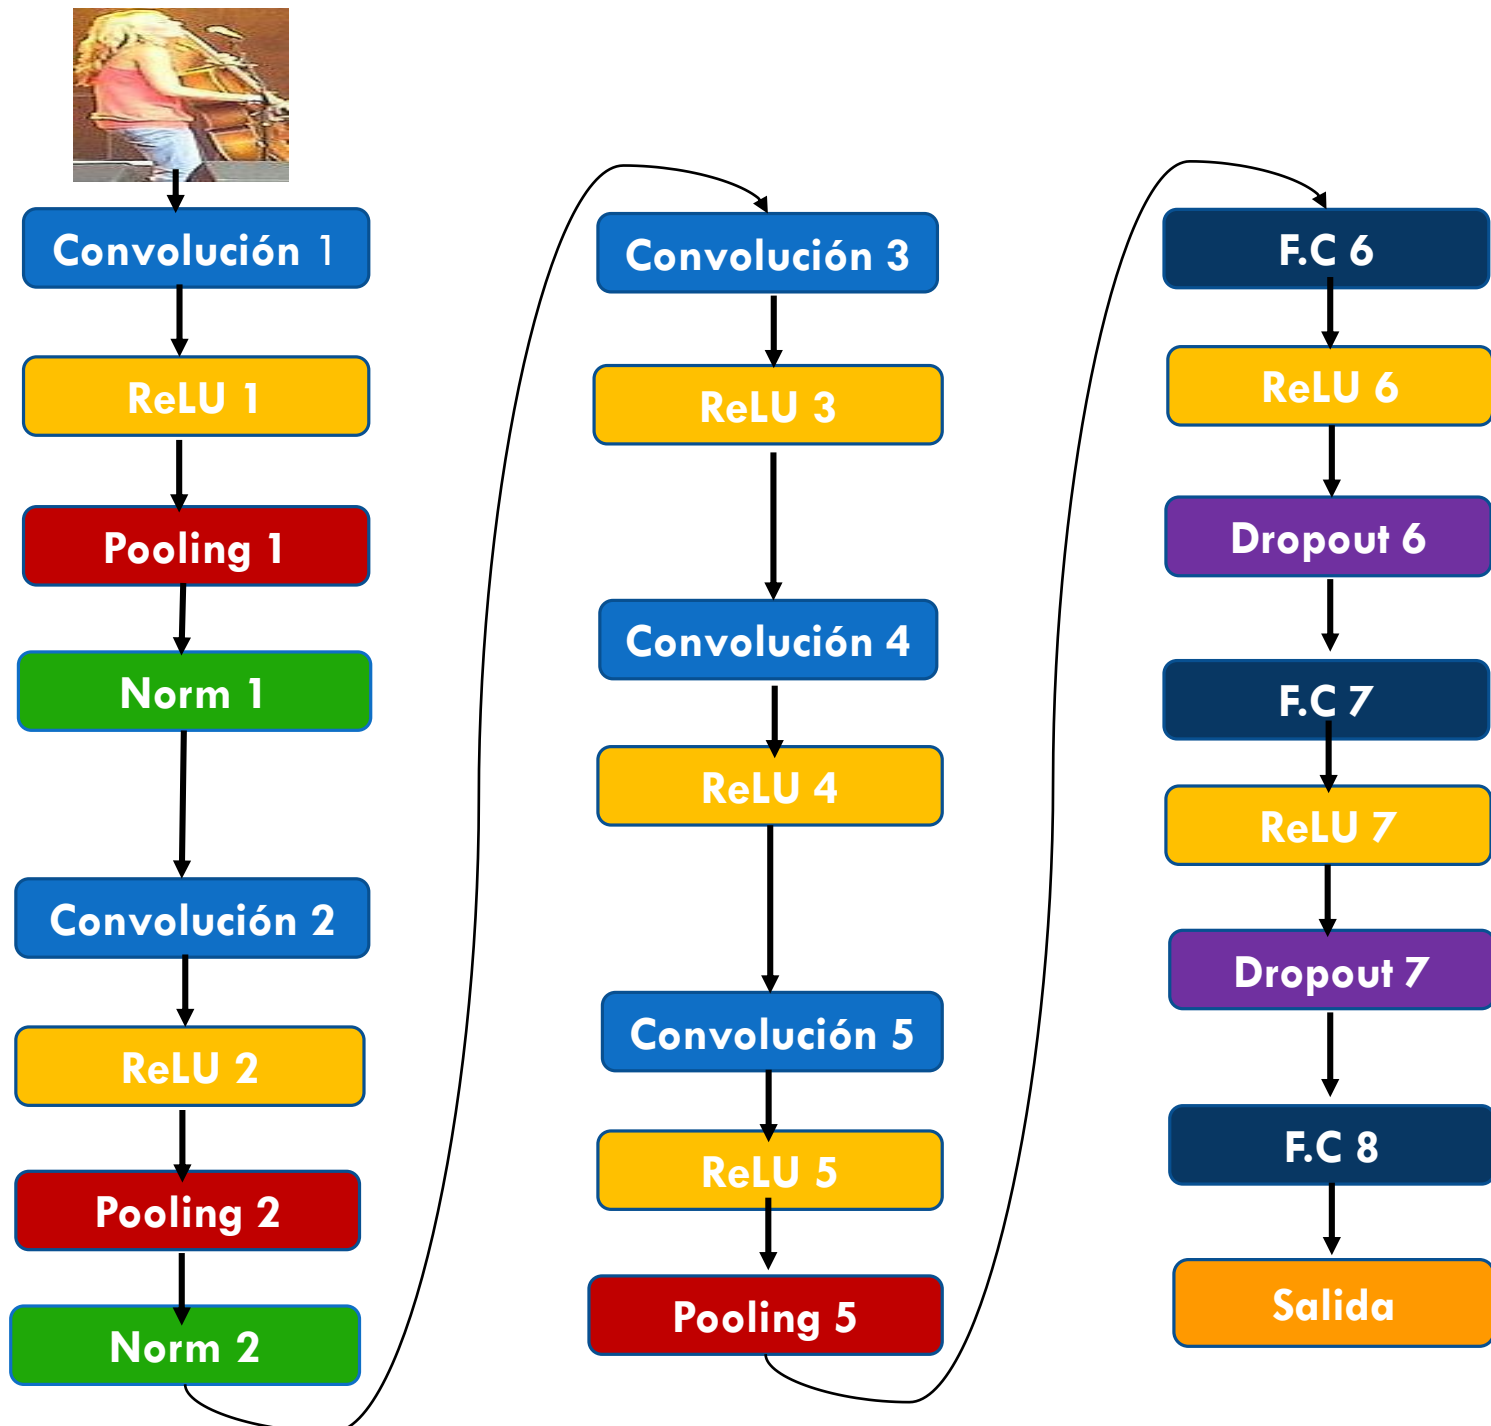 Convolución 1
ReLU 1
Pooling 1
Norm 1
Convolución 2
ReLU 2
Pooling 2
Norm 2
Convolución 3
ReLU 3
Convolución 4
ReLU 4
Convolución 5
ReLU 5
Pooling 5
F.C 6
ReLU 6
Dropout 6
F.C 7
ReLU 7
Dropout 7
F.C 8
Salida